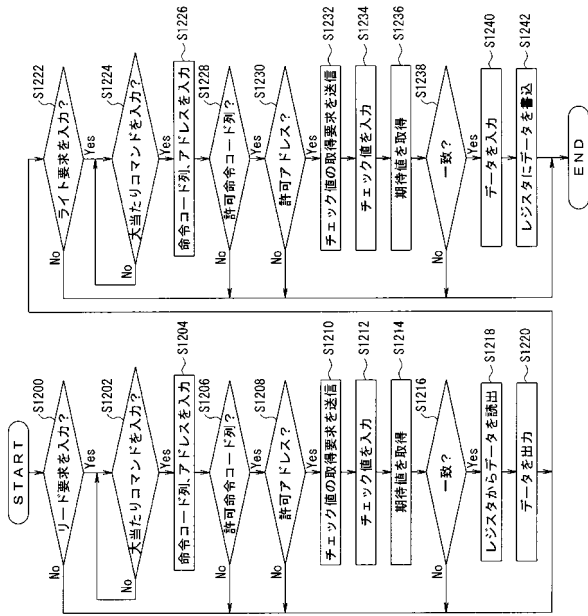 START
リード要求を入力?
S1200
Yes
No
大当たりコマンドを入力?
S1202
Yes
No
命令コード列、アドレスを入力
S1204
許可命令コード列?
S1206
Yes
No
許可アドレス?
S1208
Yes
No
チェック値の取得要求を送信
S1210
チェック値を入力
S1212
期待値を取得
S1214
一致?
S1216
Yes
No
レジスタからデータを読出
S1218
データを出力
S1220
ライト要求を入力?
S1222
Yes
No
大当たりコマンドを入力?
S1224
Yes
No
命令コード列、アドレスを入力
S1226
許可命令コード列?
S1228
Yes
No
許可アドレス?
S1230
Yes
No
チェック値の取得要求を送信
S1232
チェック値を入力
S1234
期待値を取得
S1236
一致?
S1238
Yes
No
データを入力
S1240
レジスタにデータを書込
S1242
END